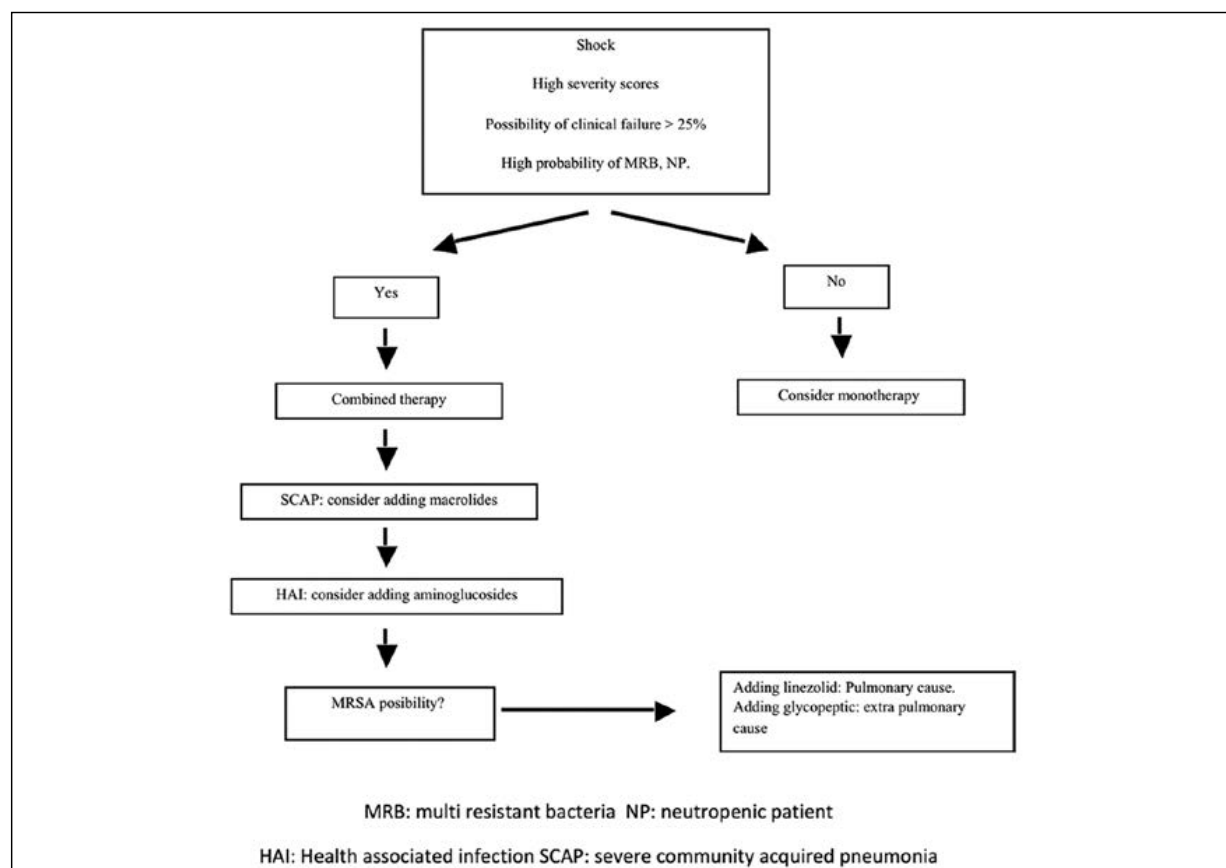 Shock
High severity scores
Possibility of clinical failure > 25%
High probability of MRB, NP.
Yes
No
Combined therapy
Consider monotherapy
SCAP: consider adding macrolides
HAI: consider adding aminoglucosides
MRSA posibility?
Adding linezolid: Pulmonary cause.
Adding glycopeptic: extra pulmonary
cause
MRB: multi resistant bacteria NP: neutropenic patient
HAI: Health associated infection SCAP: severe community acquired pneumonia